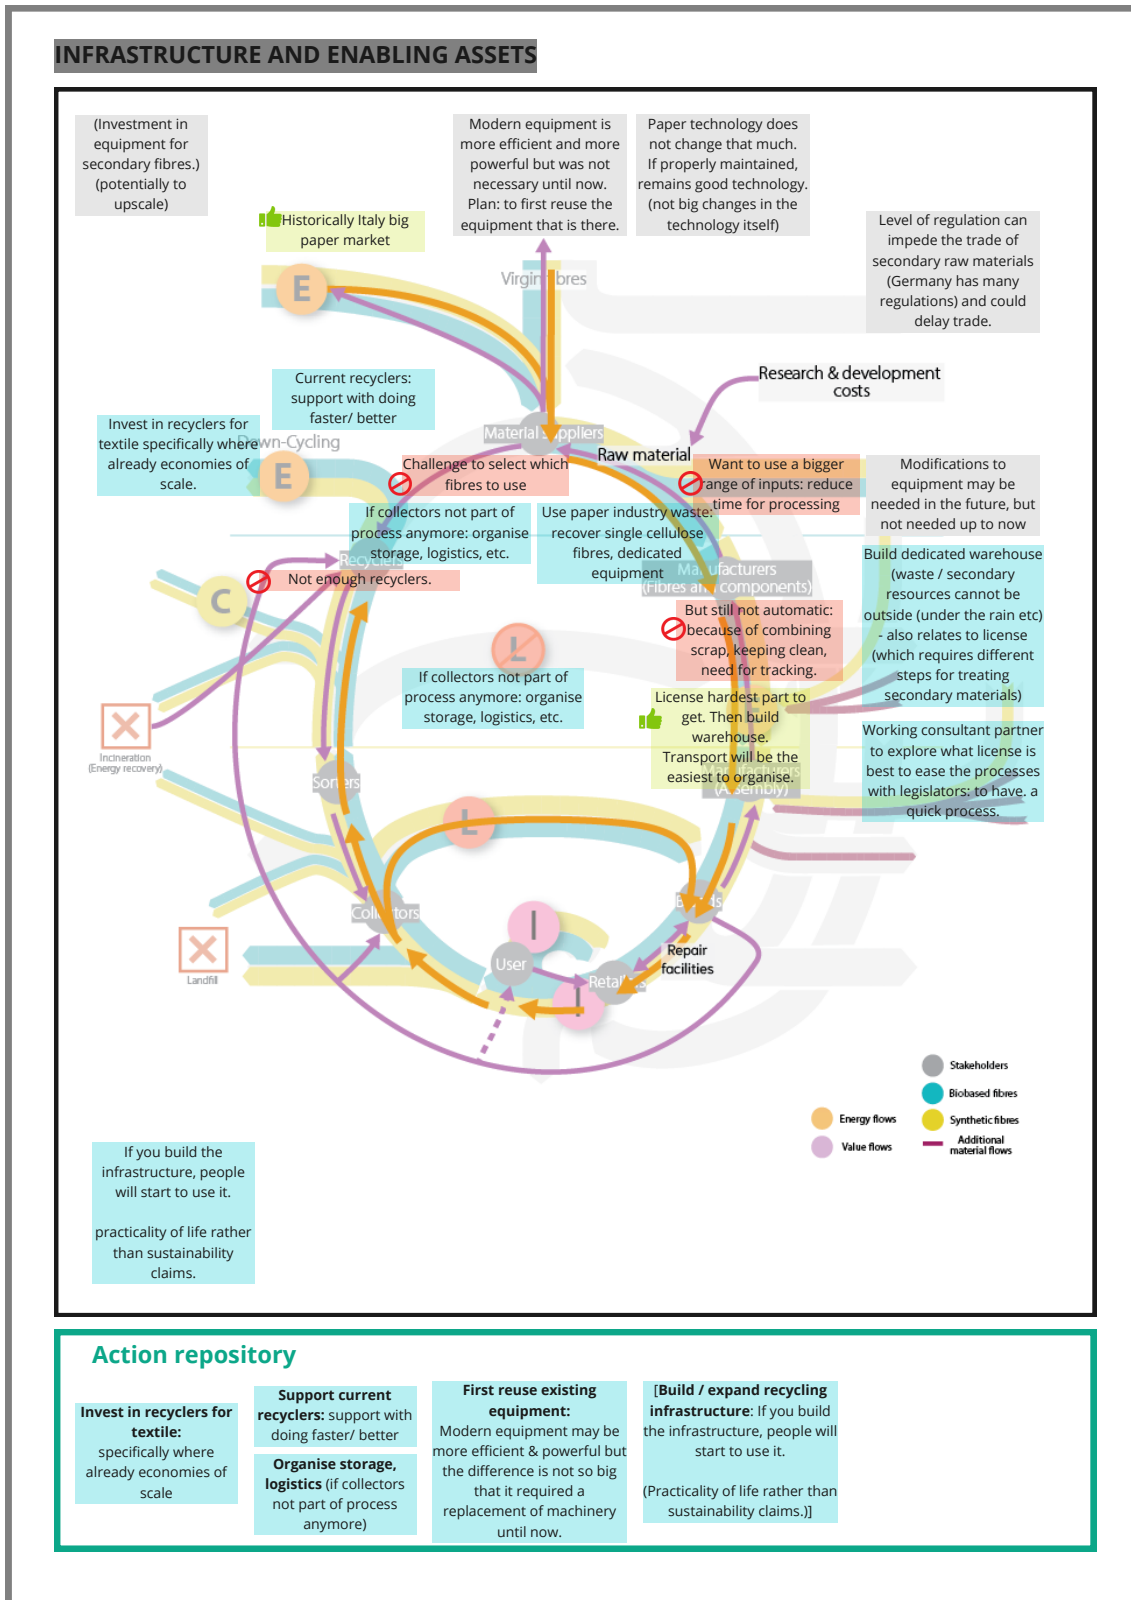 INFRASTRUCTURE AND ENABLING ASSETS
(Investment in
equipment for
secondary fibres.)
(potentially to
upscale)
Historically Italy big
paper market
Modern equipment is
more efficient and more
powerful but was not
necessary until now.
Plan: to first reuse the
equipment that is there.
Paper technology does
not change that much.
If properly maintained,
remains good technology.
(not big changes in the
technology itself)
Level of regulation can
impede the trade of
secondary raw materials
(Germany has many
regulations) and could
delay trade.
E
Virgin fibres
Current recyclers:
support with doing
faster/ better
Research & development
costs
Invest in recyclers for
textile specifically where
already economies of
scale.
Down-Cycling
E
Material suppliers
Raw material
Challenge to select which
fibres to use
Want to use a bigger
range of inputs: reduce
time for processing
Modifications to
equipment may be
needed in the future, but
not needed up to now
If collectors not part of
process anymore: organise
storage, logistics, etc.
Use paper industry waste:
recover single cellulose
fibres, dedicated
equipment
Recyclers
Manufacturers
(Fibres and components)
Not enough recyclers.
Build dedicated warehouse
(waste / secondary
resources cannot be
outside (under the rain etc)
- also relates to license
(which requires different
steps for treating
secondary materials)
C
L
But still not automatic:
because of combining
scrap, keeping clean,
need for tracking.
If collectors not part of
process anymore: organise
storage, logistics, etc.
License hardest part to
get. Then build
warehouse.
Transport will be the
easiest to organise.
Working consultant partner
to explore what license is
best to ease the processes
with legislators: to have. a
quick process.
Incineration
(Energy recovery)
Sorters
Manufacturers
(Assembly)
L
Collectors
Brands
I
User
Repair
facilities
Retailers
I
Landfill
Stakeholders
Biobased fibres
Energy flows
Synthetic fibres
Value flows
Additional
material flows
If you build the
infrastructure, people
will start to use it.
practicality of life rather
than sustainability
claims.
Action repository
Invest in recyclers for
textile:
specifically where
already economies of
scale
Support current
recyclers: support with
doing faster/ better
Organise storage,
logistics (if collectors
not part of process
anymore)
First reuse existing
equipment:
Modern equipment may be
more efficient & powerful but
the difference is not so big
that it required a
replacement of machinery
until now.
[Build / expand recycling
infrastructure: If you build
the infrastructure, people will
start to use it.
(Practicality of life rather than
sustainability claims.)]